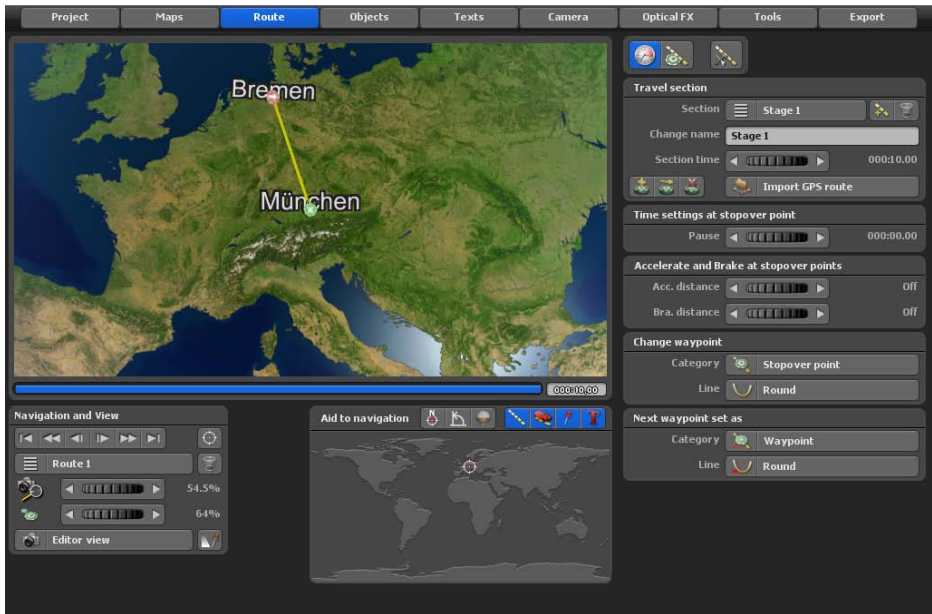 Project Maps Route Objects Texts Camera Optical FX Tools Export
Bremen
München
000:10,00
Travel section
Section Stage 1
Change name Stage 1
Section time 000:10.00
Import GPS route
Time settings at stopover point
Pause 000:00.00
Accelerate and Brake at stopover points
Acc. distance Off
Bra. distance Off
Change waypoint
Category Stopover point
Line Round
Next waypoint set as
Category Waypoint
Line Round
Navigation and View
Route 1
54.5%
64%
Editor view
Aid to navigation